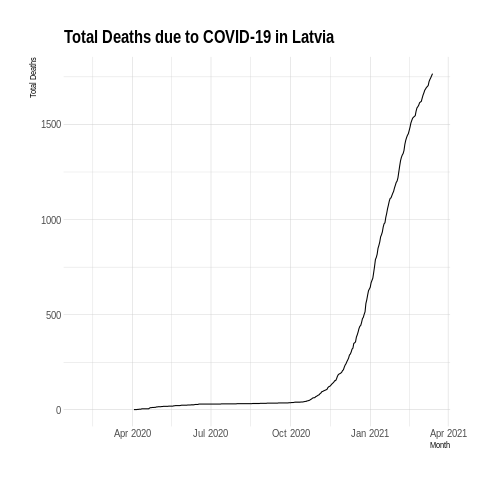 Total Deaths due to COVID-19 in Latvia
Total Deaths
1500
1000
500
0
Apr 2020 Jul 2020 Oct 2020 Jan 2021 Apr 2021
Month